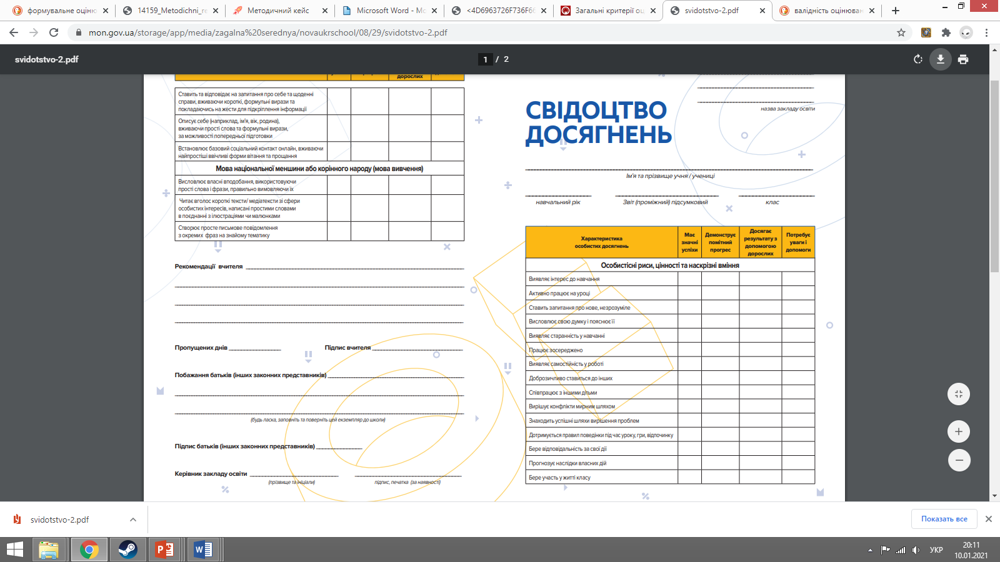 формувальне оціню
14159_Metodichni_re
Методичний кейс
Microsoft Word - Мс
<4D6963726F736F66
Загальні критерії оц
svidotstvo-2.pdf
валідність оцінюван
mon.gov.ua/storage/app/media/zagalna%20serednya/novaukrschool/08/29/svidotstvo-2.pdf
svidotstvo-2.pdf
1 / 2
дорослих
Ставить та відповідає на запитання про себе та щоденні
справи, вживаючи короткі, формульні вирази та
покладаючись на жести для підкріплення інформації
Описує себе (наприклад, ім'я, вік, родина),
вживаючи прості слова та формульні вирази,
за можливості попередньої підготовки
Встановлює базовий соціальний контакт онлайн, вживаючи
найпростіші ввічливі форми вітання та прощання
Мова національної меншини або корінного народу (мова вивчення)
Висловлює власні вподобання, використовуючи
прості слова і фрази, правильно вимовляючи їх
Читає вголос короткі тексти/ медіатексти зі сфери
особистих інтересів, написані простими словами
в поєднанні з ілюстраціями чи малюнками
Створює просте письмове повідомлення
з окремих фраз на знайому тематику
Рекомендації вчителя
Пропущених днів
Підпис вчителя
Побажання батьків (інших законних представників)
(будь ласка, заповніть та поверніть цей екземпляр до школи)
Підпис батьків (інших законних представників)
Керівник закладу освіти
(прізвище та ініціали)
підпис, печатка (за наявності)
назва закладу освіти
СВІДОЦТВО
ДОСЯГНЕНЬ
Ім'я та прізвище учня / учениці
навчальний рік
Звіт (проміжний) підсумковий
клас
Характеристика
особистих досягнень
Має
значні
успіхи
Демонструє
помітний
прогрес
Досягає
результату з
допомогою
дорослих
Потребує
уваги і
допомоги
Особистісні риси, цінності та наскрізні вміння
Виявляє інтерес до навчання
Активно працює на уроці
Ставить запитання про нове, незрозуміле
Висловлює свою думку і пояснює її
Виявляє старанність у навчанні
Працює зосереджено
Виявляє самостійність у роботі
Доброзичливо ставиться до інших
Співпрацює з іншими дітьми
Вирішує конфлікти мирним шляхом
Знаходить успішні шляхи вирішення проблем
Дотримується правил поведінки під час уроку, гри, відпочинку
Бере відповідальність за свої дії
Прогнозує наслідки власних дій
Бере участь у житті класу
svidotstvo-2.pdf
Показать все
УКР
20:11
10.01.2021